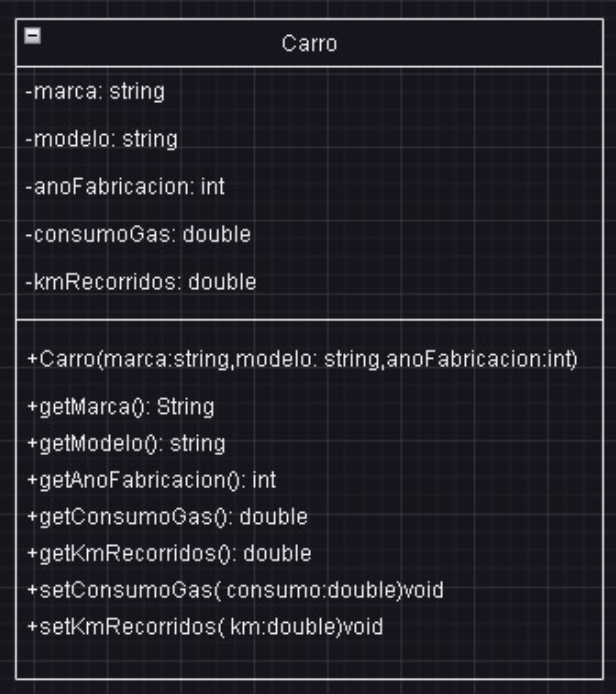 Carro
-marca: string
-modelo: string
-anoFabricacion: int
-consumoGas: double
-kmRecorridos: double
+Carro(marca:string,modelo: string,anoFabricacion:int)
+getMarca(): String
+getModelo(): string
+getAnoFabricacion(): int
+getConsumoGas(): double
+getKmRecorridos(): double
+setConsumoGas( consumo:double)void
+setKmRecorridos( km:double)void